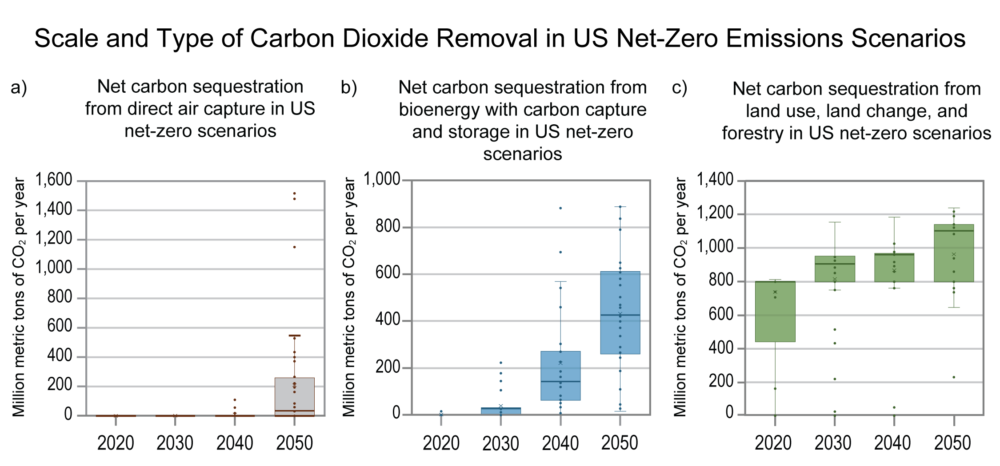 Scale and Type of Carbon Dioxide Removal in US Net-Zero Emissions Scenarios
a)
Net carbon sequestration
from direct air capture in US
net-zero scenarios
Million metric tons of CO₂ per year
1,600
1,400
1,200
1,000
800
600
400
200
0
2020 2030 2040 2050
b)
Net carbon sequestration from
bioenergy with carbon capture
and storage in US net-zero
scenarios
Million metric tons of CO₂ per year
1,000
800
600
400
200
0
2020 2030 2040 2050
c)
Net carbon sequestration from
land use, land change, and
forestry in US net-zero scenarios
Million metric tons of CO₂ per year
1,400
1,200
1,000
800
600
400
200
0
2020 2030 2040 2050